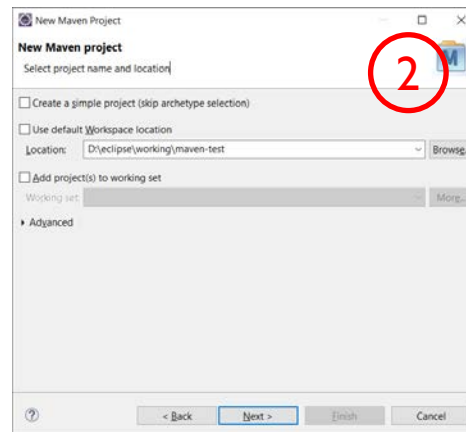 New Maven Project
New Maven project
Select project name and location
2
M
Create a simple project (skip archetype selection)
Use default Workspace location
Location: D:\eclipse\working\maven-test Browse
Add project(s) to working set
Working set: More...
Advanced
? < Back Next > Finish Cancel